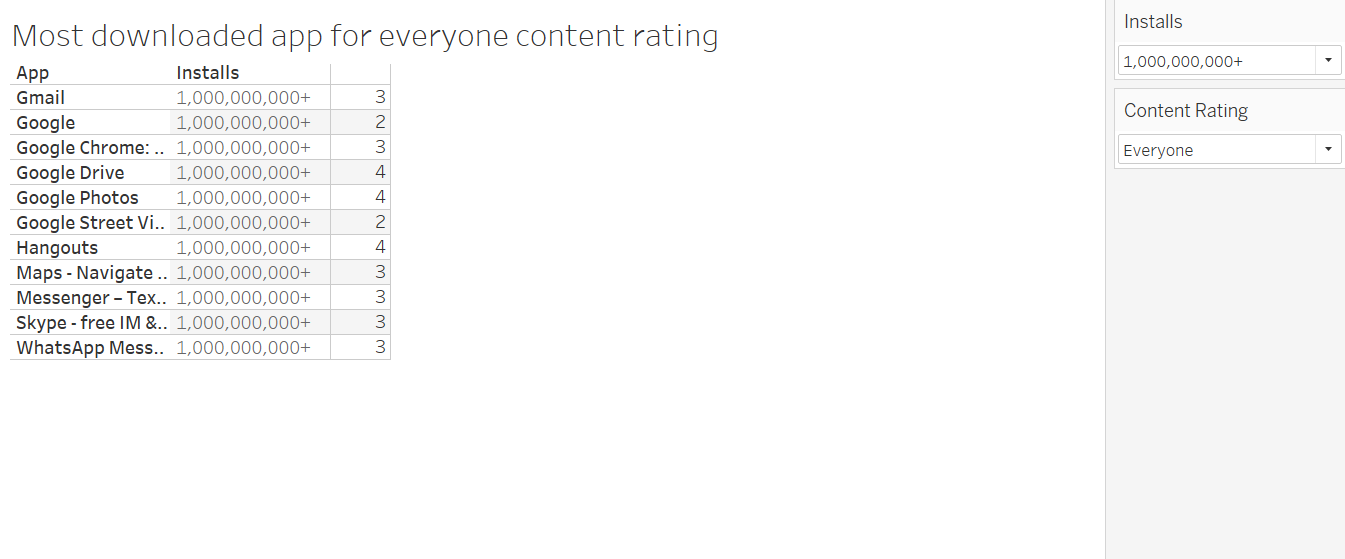 Most downloaded app for everyone content rating
App Installs
Gmail 1,000,000,000+ 3
Google 1,000,000,000+ 2
Google Chrome: .. 1,000,000,000+ 3
Google Drive 1,000,000,000+ 4
Google Photos 1,000,000,000+ 4
Google Street Vi.. 1,000,000,000+ 2
Hangouts 1,000,000,000+ 4
Maps - Navigate .. 1,000,000,000+ 3
Messenger – Tex.. 1,000,000,000+ 3
Skype - free IM &.. 1,000,000,000+ 3
WhatsApp Mess.. 1,000,000,000+ 3
Installs
1,000,000,000+
Content Rating
Everyone